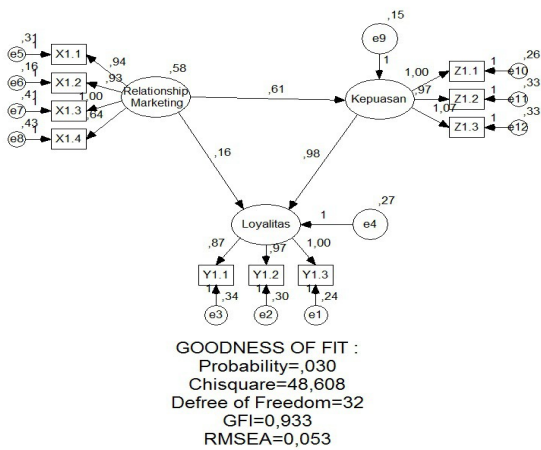 ,15
e9
1
,31
e5
1
X1.1
,94
,58
,16
e6
1
X1.2
,93
Relationship
Marketing
,41
e7
1
X1.3
1,00
,43
e8
1
X1.4
,64
,61
Kepuasan
1,00
Z1.1
1
e10
,26
,97
Z1.2
1
e11
,33
1,07
Z1.3
1
e12
,33
,16
,98
Loyalitas
1
e4
,27
,87
,97
1,00
Y1.1
Y1.2
Y1.3
1
,34
1
,30
1
,24
e3
e2
e1
GOODNESS OF FIT :
Probability=,030
Chisquare=48,608
Defree of Freedom=32
GFI=0,933
RMSEA=0,053